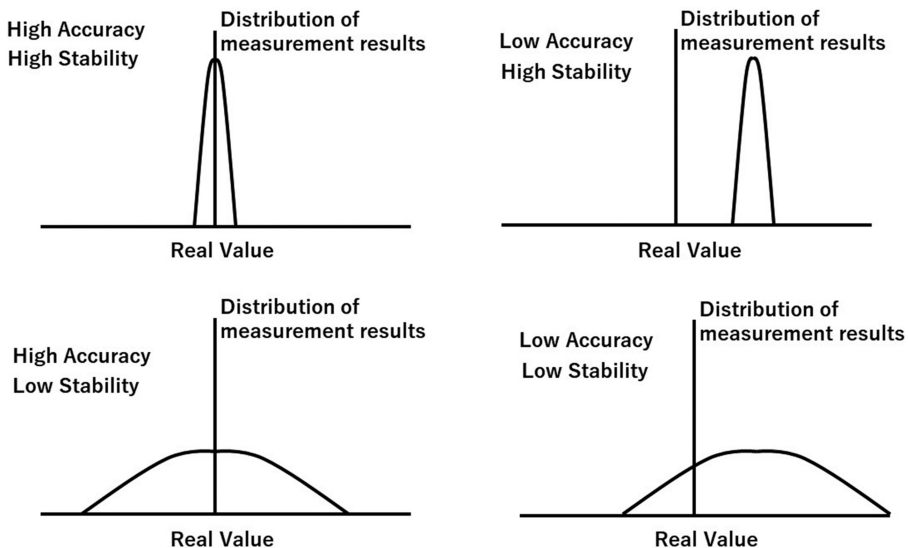 High Accuracy
High Stability
Distribution of
measurement results
Real Value
Low Accuracy
High Stability
Distribution of
measurement results
Real Value
High Accuracy
Low Stability
Distribution of
measurement results
Real Value
Low Accuracy
Low Stability
Distribution of
measurement results
Real Value